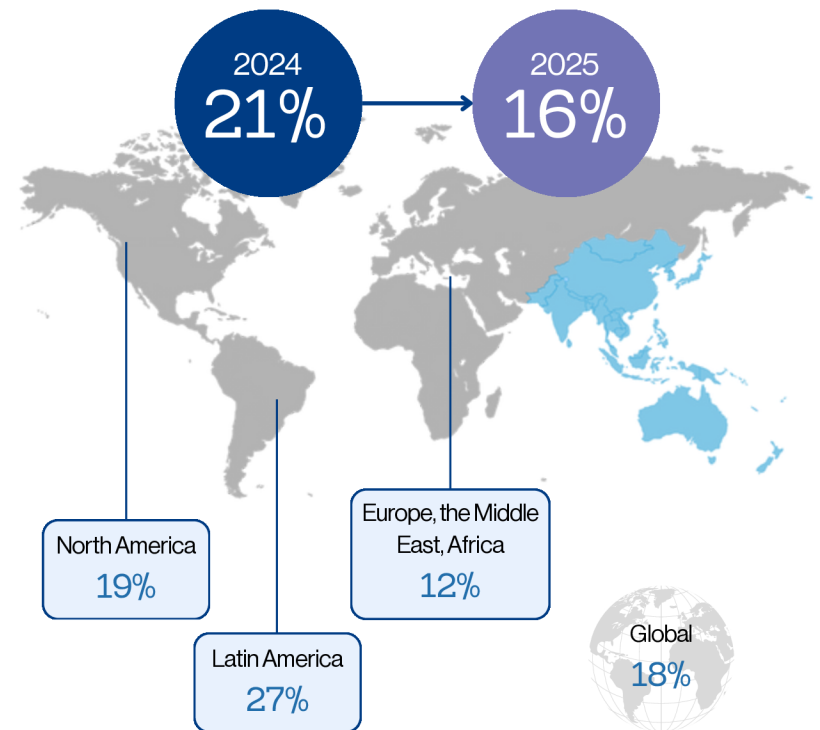 2024
21%
2025
16%
North America
19%
Latin America
27%
Europe, the Middle
East, Africa
12%
Global
18%